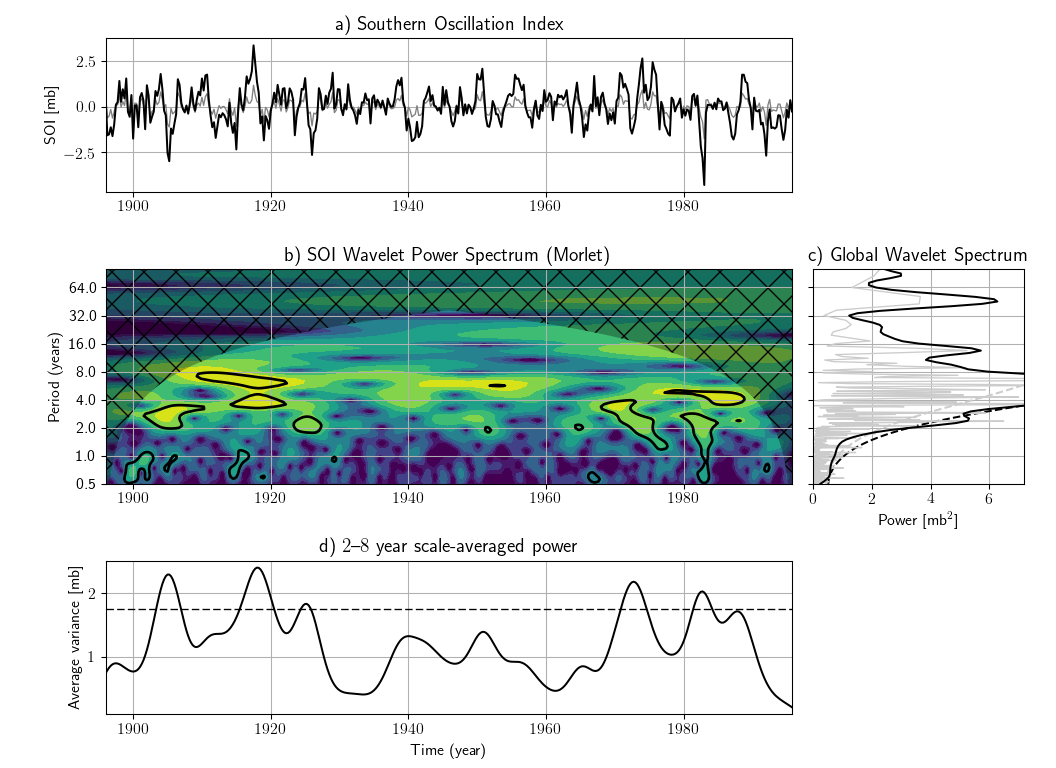 a) Southern Oscillation Index
SOI [mb]
2.5
0.0
−2.5
1900 1920 1940 1960 1980
b) SOI Wavelet Power Spectrum (Morlet)
Period (years)
64.0
32.0
16.0
8.0
4.0
2.0
1.0
0.5
1900 1920 1940 1960 1980
c) Global Wavelet Spectrum
0 2 4 6
Power [mb²]
d) 2–8 year scale-averaged power
Average variance [mb]
2
1
1900 1920 1940 1960 1980
Time (year)